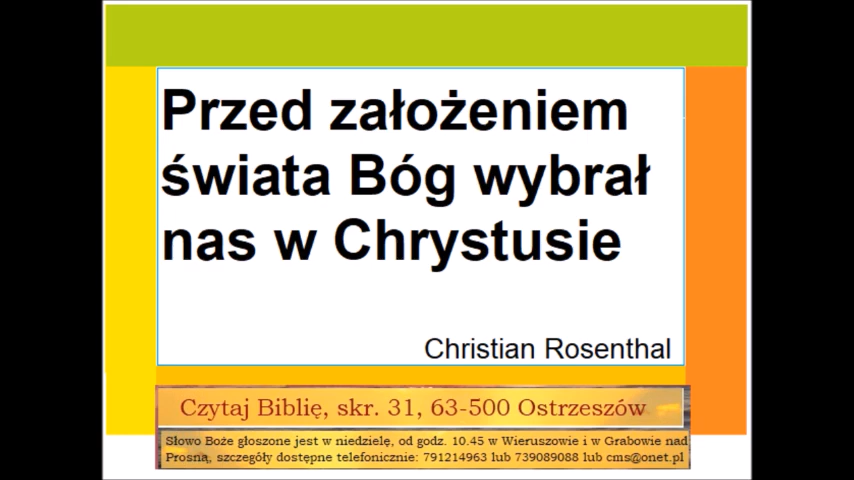 Przed założeniem
świata Bóg wybrał
nas w Chrystusie
Christian Rosenthal
Czytaj Biblię, skr. 31, 63-500 Ostrzeszów
Słowo Boże głoszone jest w niedzielę, od godz. 10.45 w Wieruszowie i w Grabowie nad
Prosną, szczegóły dostępne telefonicznie: 791214963 lub 739089088 lub cms@onet.pl